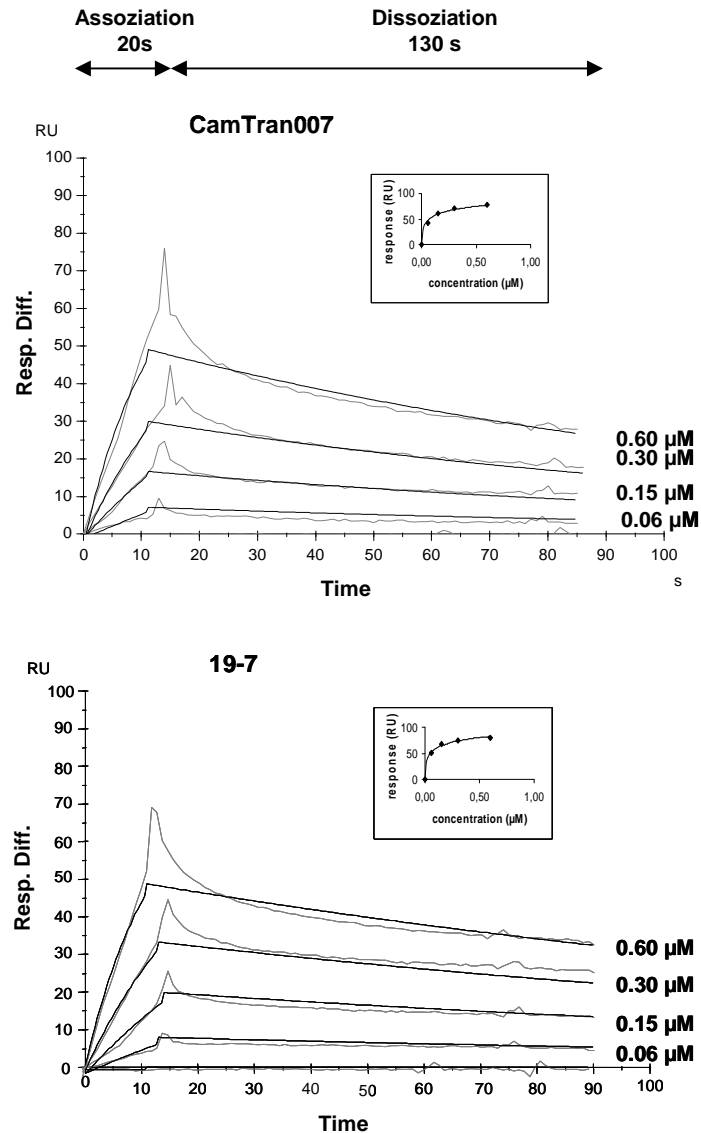 Assoziation Dissoziation
20s 130 s
CamTran007
RU
100
90
80
70
60
50
40
30
20
10
0
Resp. Diff.
response (RU)
100
50
0
0,00 0,50 1,00
concentration (µM)
0.60 µM
0.30 µM
0.15 µM
0.06 µM
0 10 20 30 40 50 60 70 80 90 100
Time
s
19-7
RU
100
90
80
70
60
50
40
30
20
10
0
Resp. Diff.
response (RU)
100
50
0
0,00 0,50 1,00
concentration (µM)
0.60 µM
0.30 µM
0.15 µM
0.06 µM
0 10 20 30 40 50 60 70 80 90 100
Time